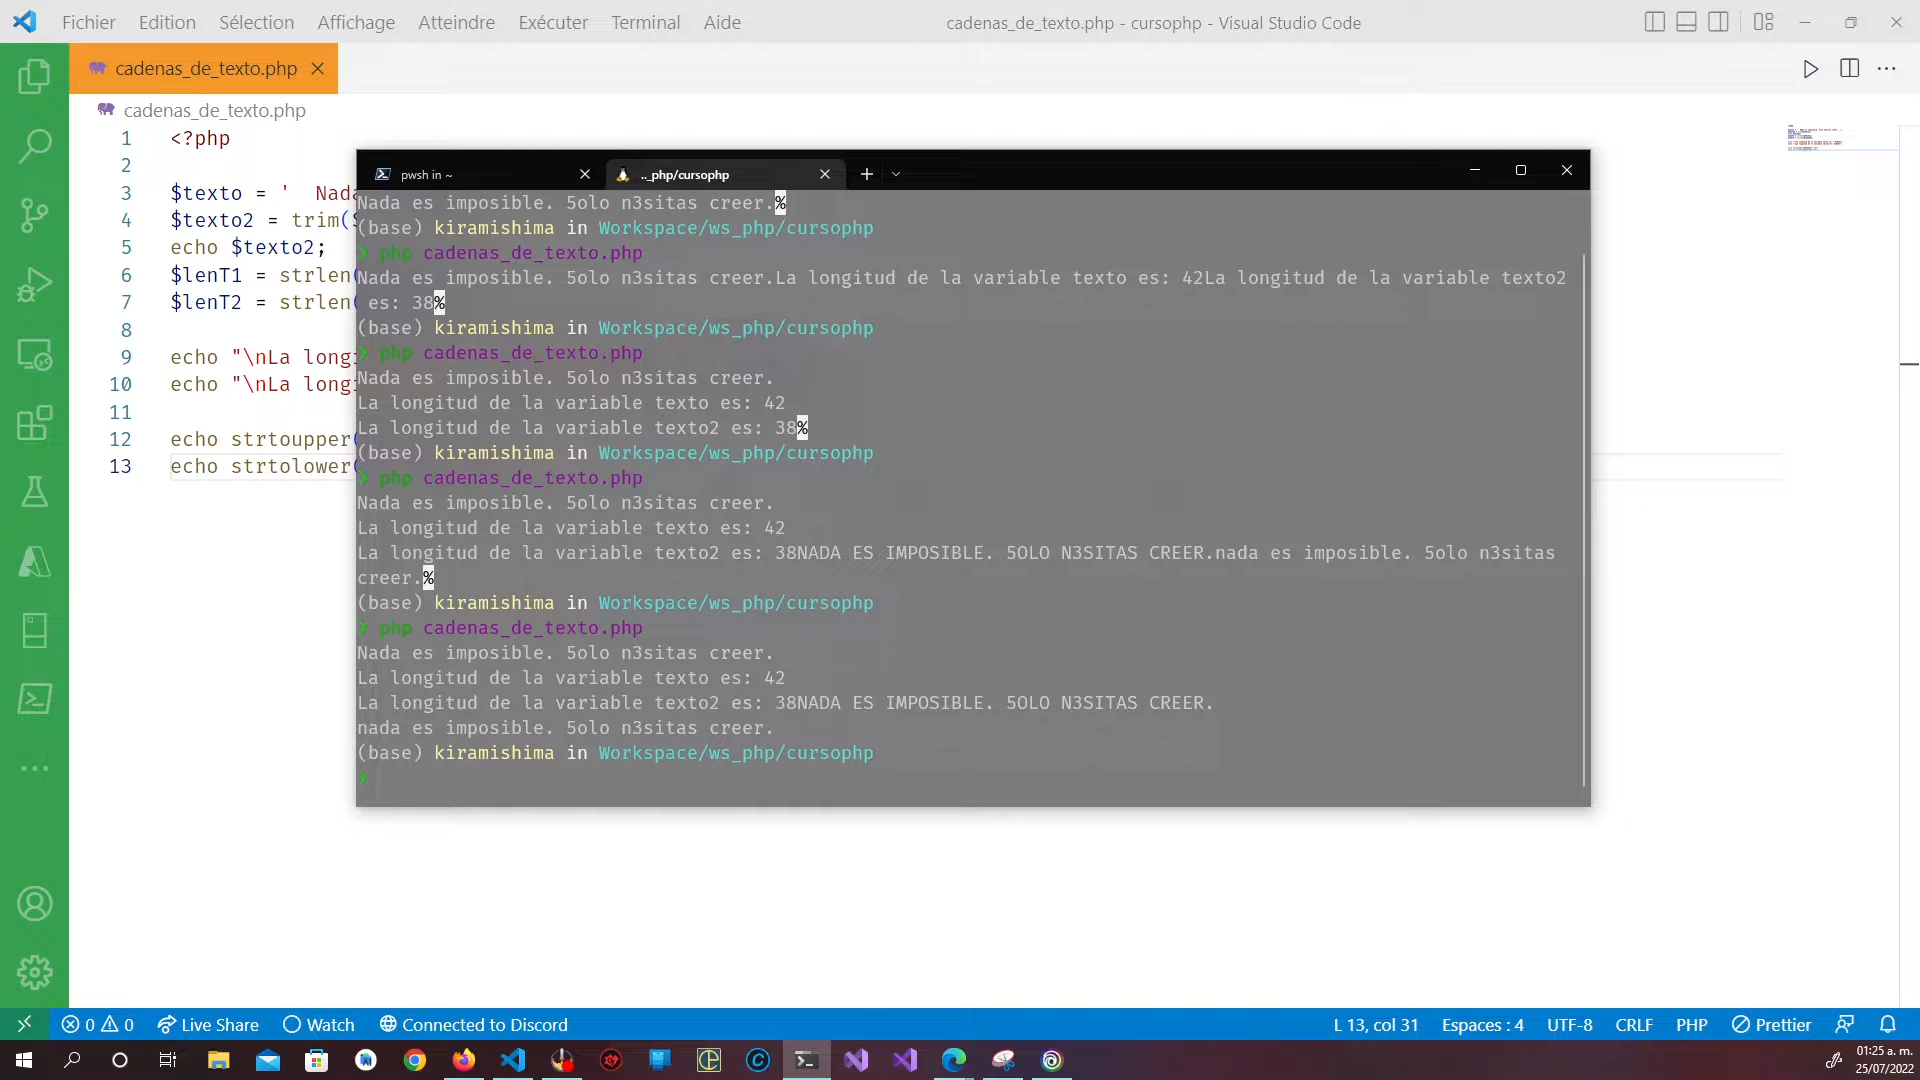 Fichier Edition Sélection Affichage Atteindre Exécuter Terminal Aide
cadenas_de_texto.php - cursophp - Visual Studio Code
cadenas_de_texto.php
cadenas_de_texto.php
1 <?php
2
3 $texto = '  Nada
4 $texto2 = trim(
5 echo $texto2;
6 $lenT1 = strlen(
7 $lenT2 = strlen(
8
9 echo "\nLa long
10 echo "\nLa long
11
12 echo strtoupper(
13 echo strtolower(
pwsh in ~
.._php/cursophp
Nada es imposible. 5olo n3sitas creer.%
(base) kiramishima in Workspace/ws_php/cursophp
❯ php cadenas_de_texto.php
Nada es imposible. 5olo n3sitas creer.La longitud de la variable texto es: 42La longitud de la variable texto2
es: 38%
(base) kiramishima in Workspace/ws_php/cursophp
❯ php cadenas_de_texto.php
Nada es imposible. 5olo n3sitas creer.
La longitud de la variable texto es: 42
La longitud de la variable texto2 es: 38%
(base) kiramishima in Workspace/ws_php/cursophp
❯ php cadenas_de_texto.php
Nada es imposible. 5olo n3sitas creer.
La longitud de la variable texto es: 42
La longitud de la variable texto2 es: 38NADA ES IMPOSIBLE. 5OLO N3SITAS CREER.nada es imposible. 5olo n3sitas
creer.%
(base) kiramishima in Workspace/ws_php/cursophp
❯ php cadenas_de_texto.php
Nada es imposible. 5olo n3sitas creer.
La longitud de la variable texto es: 42
La longitud de la variable texto2 es: 38NADA ES IMPOSIBLE. 5OLO N3SITAS CREER.
nada es imposible. 5olo n3sitas creer.
(base) kiramishima in Workspace/ws_php/cursophp
❯
0 0 Live Share Watch Connected to Discord
L 13, col 31 Espaces : 4 UTF-8 CRLF PHP Prettier
01:25 a. m.
25/07/2022